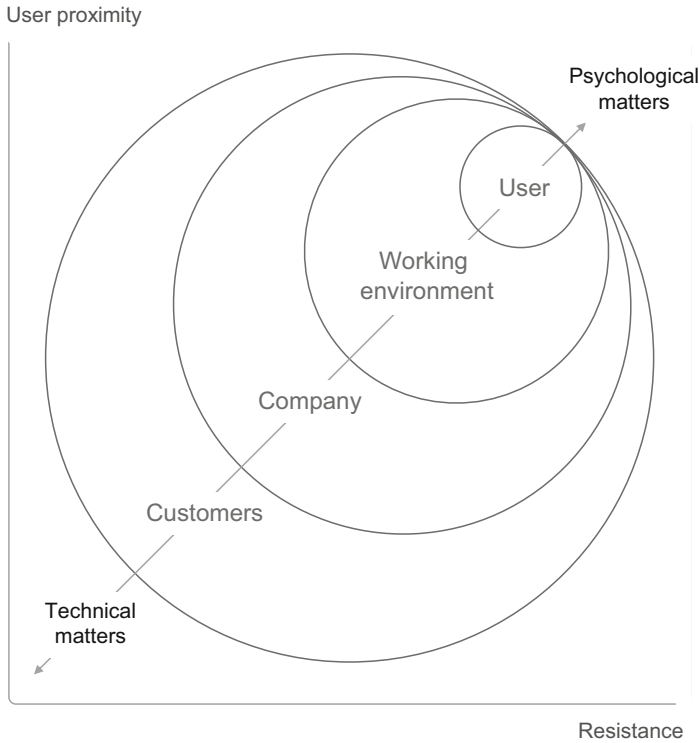 User proximity
Psychological
matters
User
Working
environment
Company
Customers
Technical
matters
Resistance